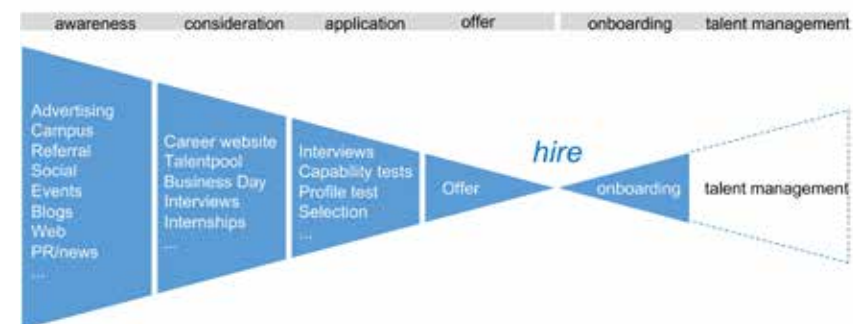 awareness
consideration
application
offer
onboarding
talent management
Advertising
Campus
Referral
Social
Events
Blogs
Web
PR/news
...
Career website
Talentpool
Business Day
Interviews
Internships
...
Interviews
Capability tests
Profile test
Selection
...
Offer
hire
onboarding
talent management